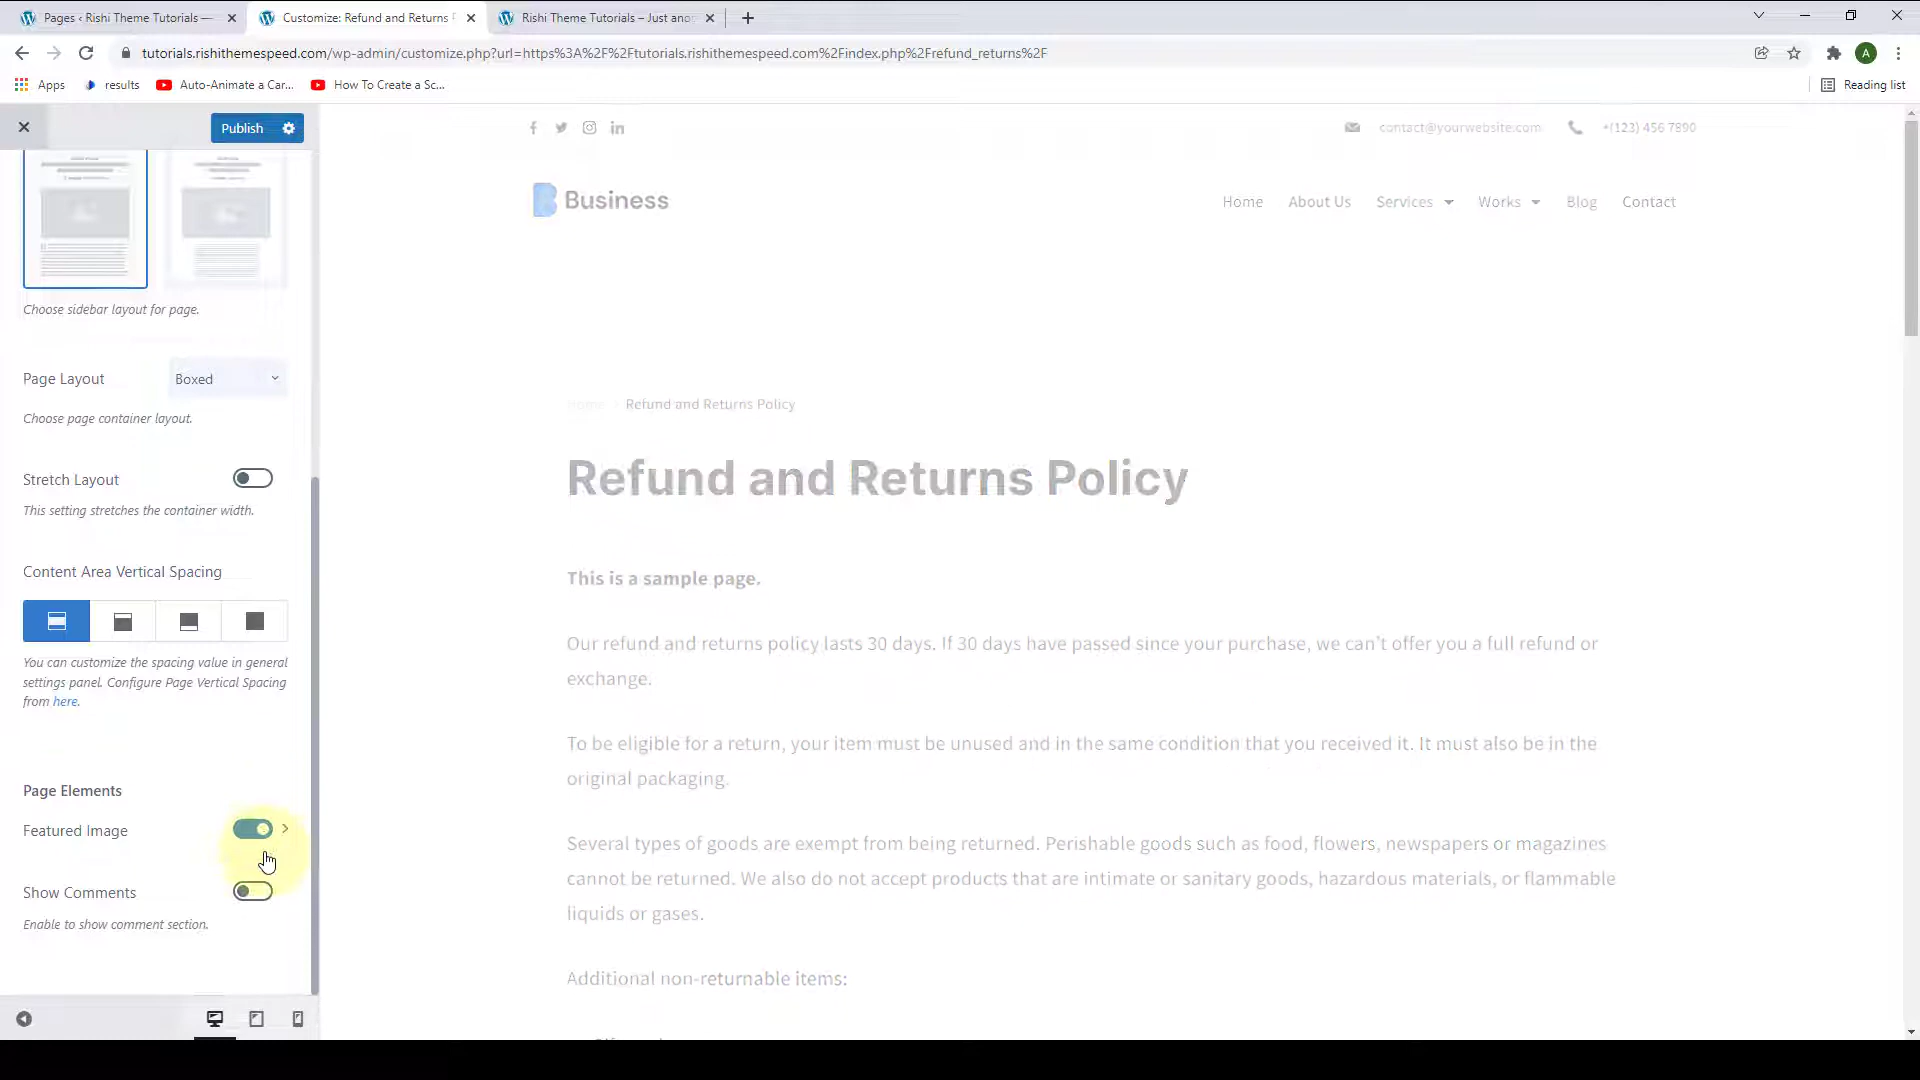 Pages ‹ Rishi Theme Tutorials —
Customize: Refund and Returns P
Rishi Theme Tutorials – Just ano
tutorials.rishithemespeed.com/wp-admin/customize.php?url=https%3A%2F%2Ftutorials.rishithemespeed.com%2Findex.php%2Frefund_returns%2F
A
Apps
results
Auto-Animate a Car...
How To Create a Sc...
Reading list
Publish
contact@yourwebsite.com
+(123) 456 7890
Business
Home
About Us
Services
Works
Blog
Contact
Choose sidebar layout for page.
Page Layout
Boxed
Choose page container layout.
Stretch Layout
This setting stretches the container width.
Content Area Vertical Spacing
You can customize the spacing value in general
settings panel. Configure Page Vertical Spacing
from here.
Page Elements
Featured Image
Show Comments
Enable to show comment section.
Home › Refund and Returns Policy
Refund and Returns Policy
This is a sample page.
Our refund and returns policy lasts 30 days. If 30 days have passed since your purchase, we can’t offer you a full refund or
exchange.
To be eligible for a return, your item must be unused and in the same condition that you received it. It must also be in the
original packaging.
Several types of goods are exempt from being returned. Perishable goods such as food, flowers, newspapers or magazines
cannot be returned. We also do not accept products that are intimate or sanitary goods, hazardous materials, or flammable
liquids or gases.
Additional non-returnable items: